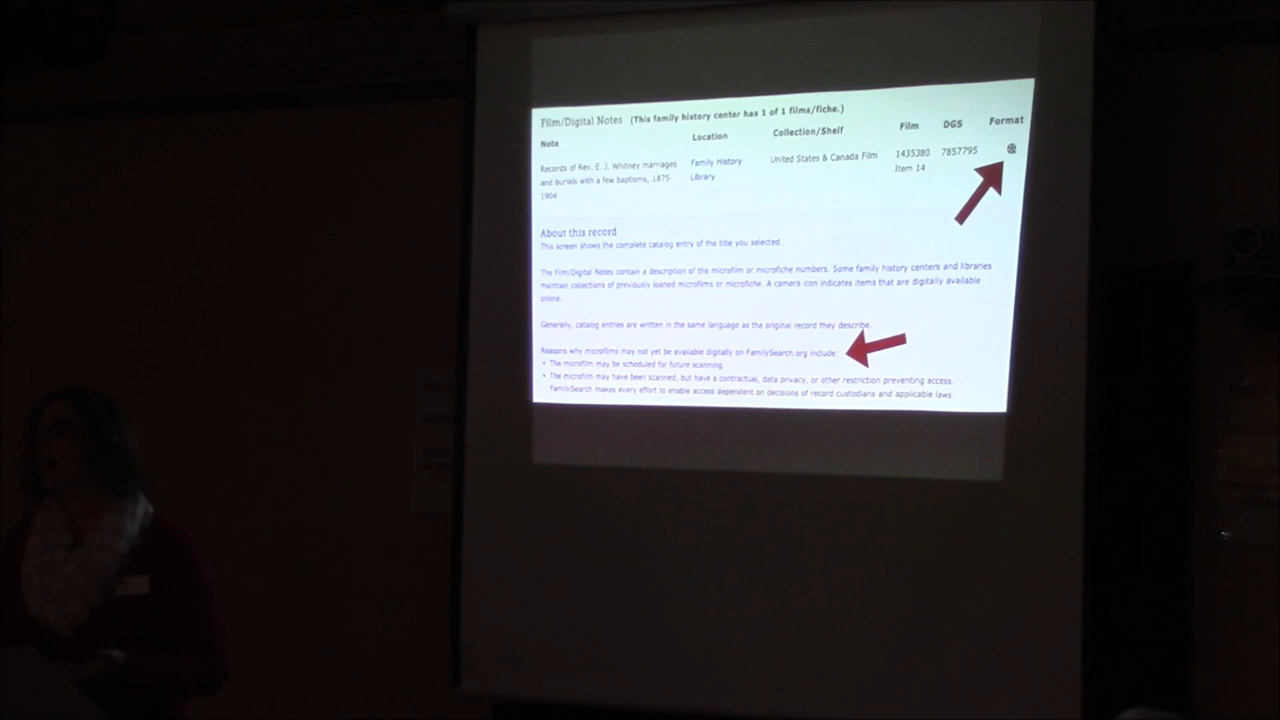 Film/Digital Notes (This family history center has 1 of 1 films/fiche.)
Note Location Collection/Shelf Film DGS Format
Records of Rev. E. J. Whitney marriages and burials with a few baptisms, 1875-1904
Family History Library
United States & Canada Film
1435380 Item 14
7857795
About this record
This screen shows the complete catalog entry of the title you selected.
The Film/Digital Notes contain a description of the microfilm or microfiche numbers. Some family history centers and libraries
maintain collections of previously loaned microfilms or microfiche. A camera icon indicates items that are digitally available
online.
Generally, catalog entries are written in the same language as the original record they describe.
Reasons why microfilms may not yet be available digitally on FamilySearch.org include:
• The microfilm may be scheduled for future scanning.
• The microfilm may have been scanned, but have a contractual, data privacy, or other restriction preventing access.
FamilySearch makes every effort to enable access dependent on decisions of record custodians and applicable laws.